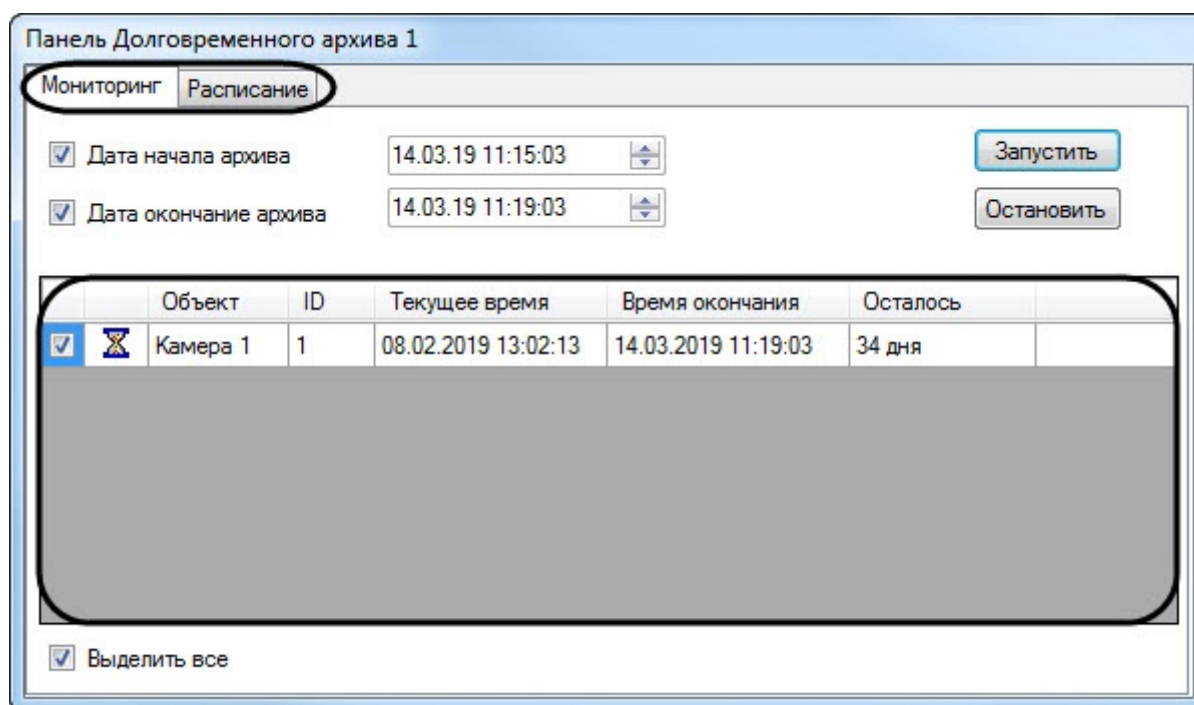 Панель Долговременного архива 1
Мониторинг Расписание
Дата начала архива 14.03.19 11:15:03 Запустить
Дата окончание архива 14.03.19 11:19:03 Остановить
Объект ID Текущее время Время окончания Осталось
Камера 1 1 08.02.2019 13:02:13 14.03.2019 11:19:03 34 дня
Выделить все